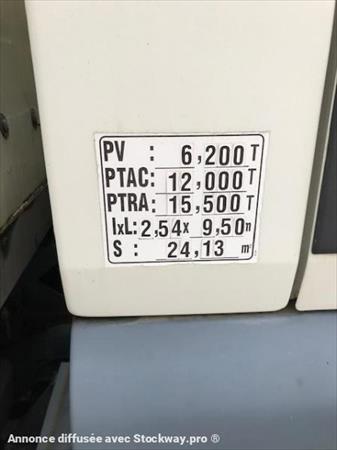 PV : 6,200 T
PTAC: 12,000 T
PTRA: 15,500 T
lxL: 2,54 x 9,50 m
S : 24,13 m²
Annonce diffusée avec Stockway.pro ®